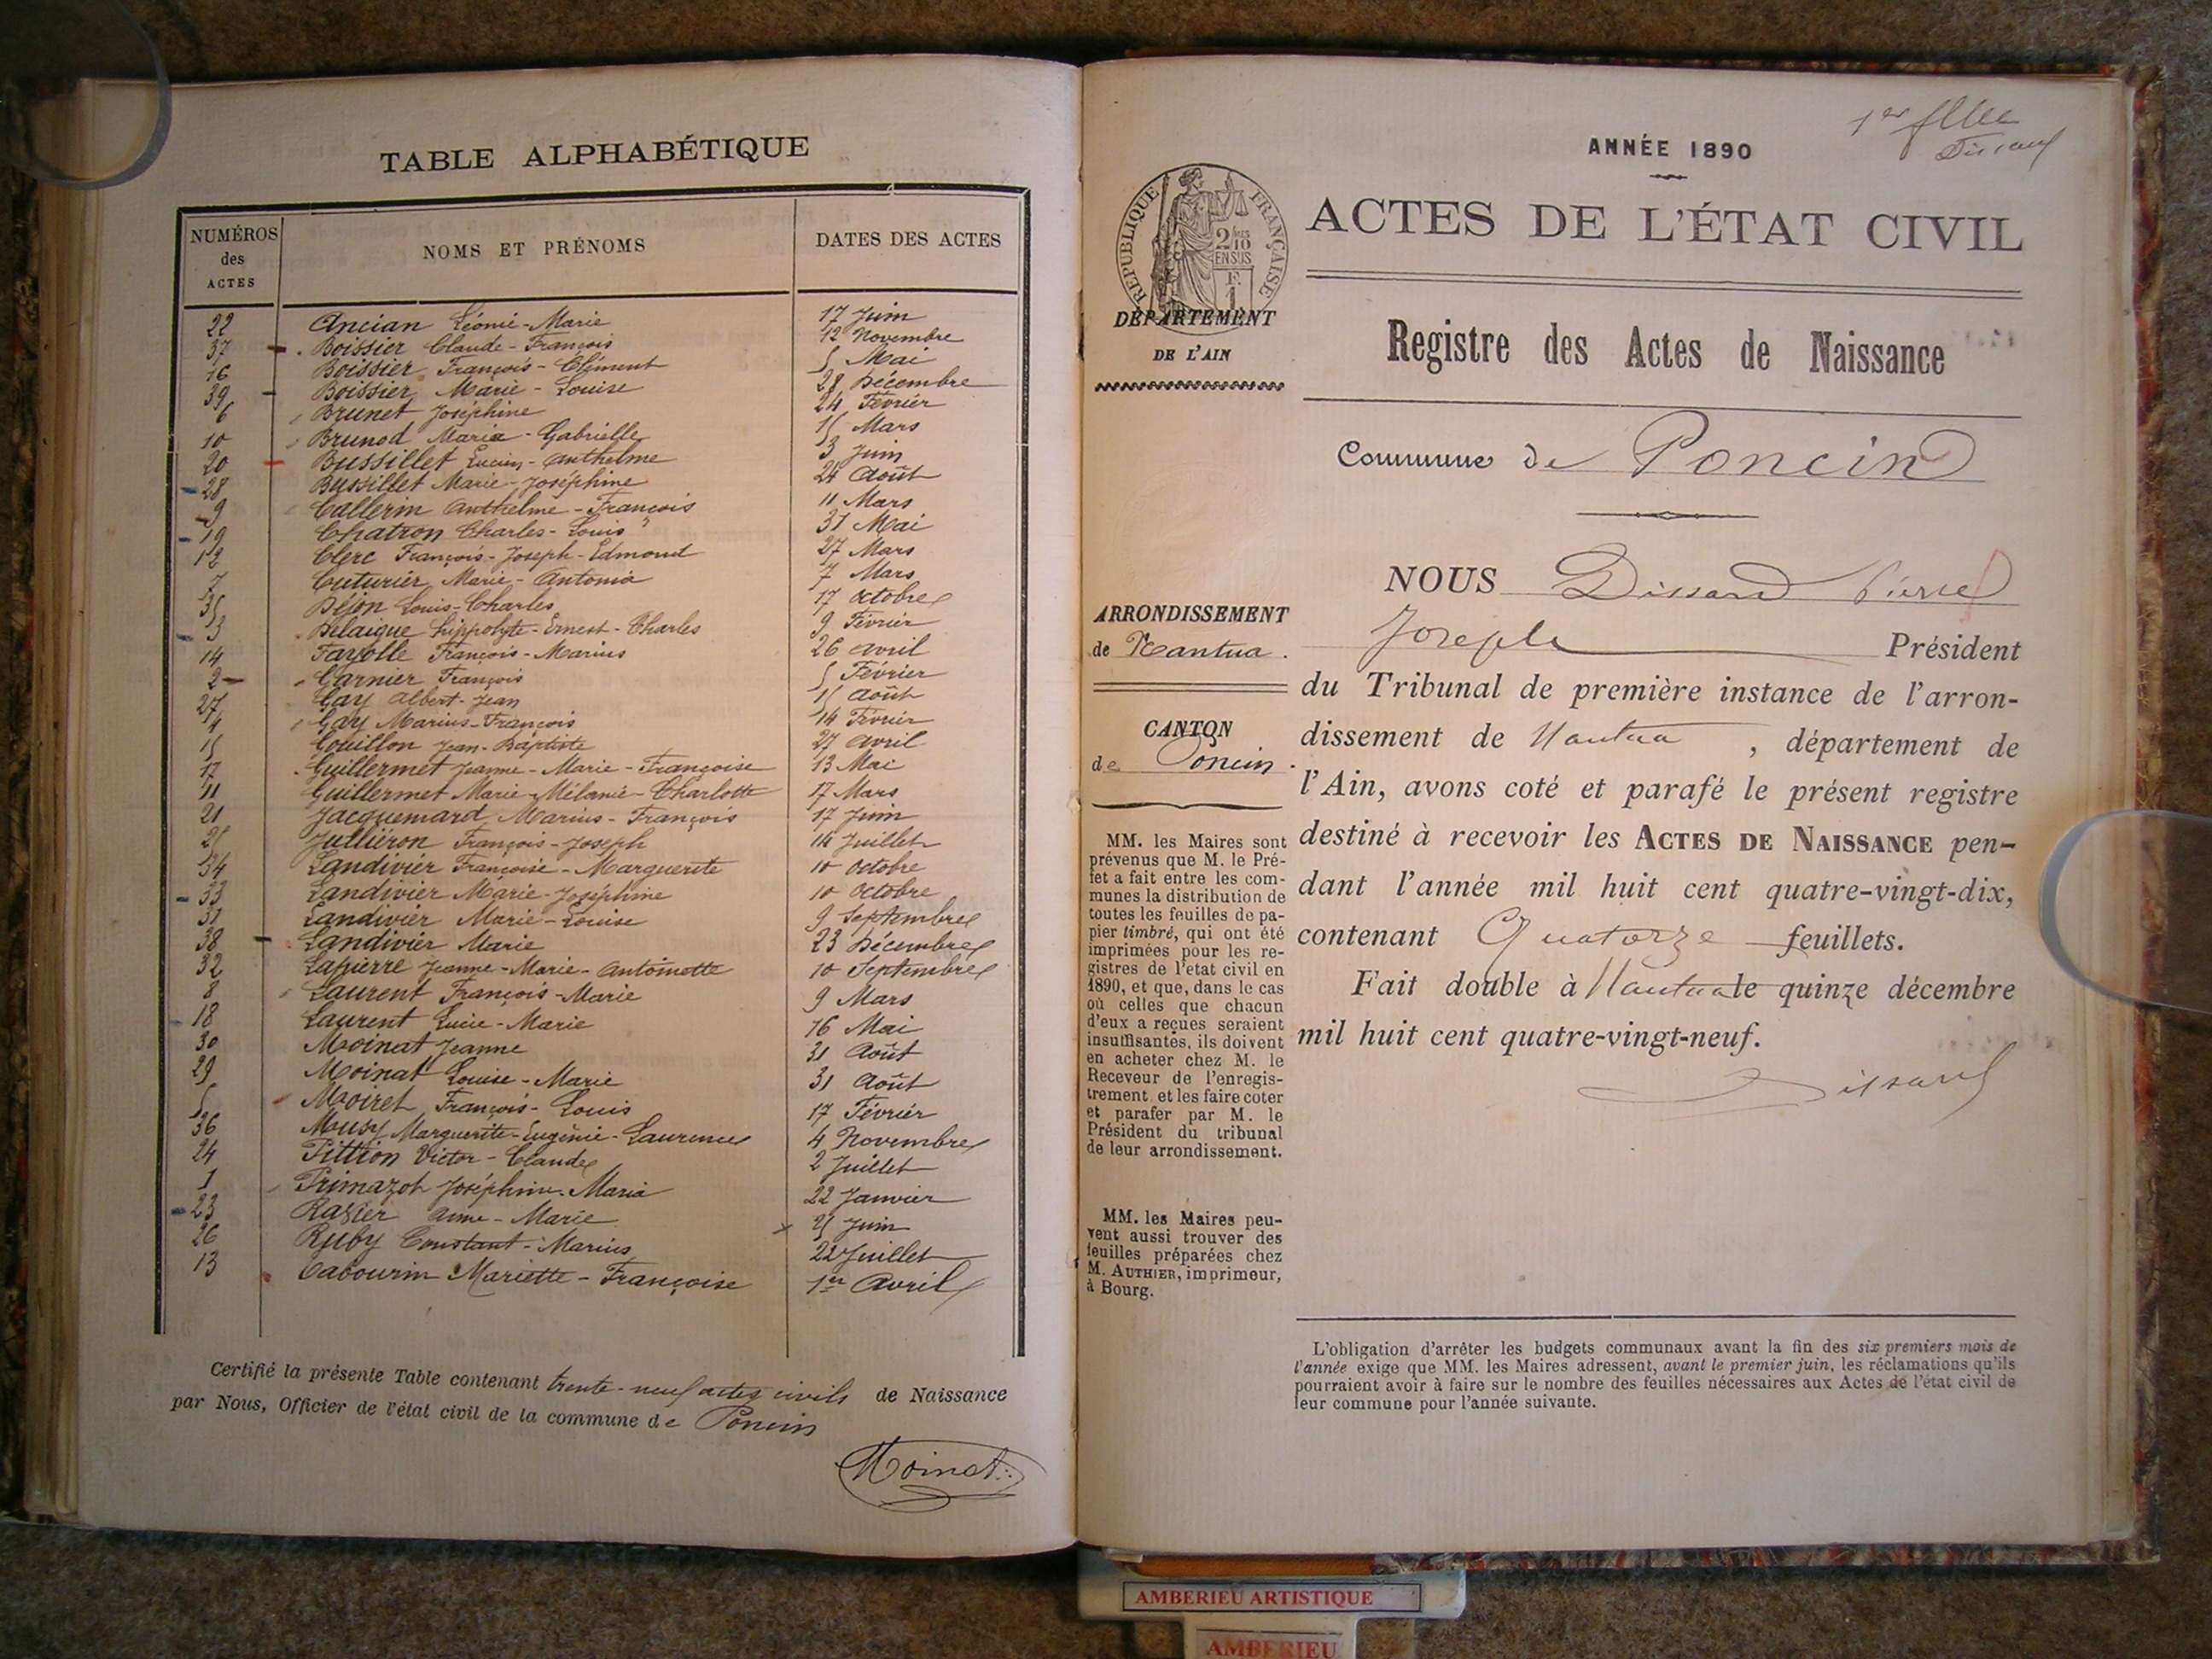 TABLE ALPHABÉTIQUE
NUMÉROS des ACTES
NOMS ET PRÉNOMS
DATES DES ACTES
22 Ancian Léonie-Marie 17 Juin
37 Boissier Claude-François 12 Novembre
16 Boissier François-Clément 5 Mai
39 Boissier Marie-Louise 28 Décembre
6 Brunet Joséphine 24 Février
10 Brunod Maria-Gabrielle 15 Mars
20 Bussillet Lucien-Anthelme 3 Juin
28 Bussillet Marie-Joséphine 24 Août
9 Callerin Anthelme-François 11 Mars
19 Chatron Charles-Louis 31 Mai
12 Clerc François-Joseph-Edmond 27 Mars
7 Cuturier Marie-Antonia 7 Mars
35 Déjon Louis-Charles 17 Octobre
3 Delaigue hippolyte-Ernest-Charles 9 Février
14 Fayolle François-Marius 26 avril
2 Garnier François 5 Février
27 Gay Albert-Jean 15 août
4 Gay Marius-François 14 Février
15 Gouillon Jean-Baptiste 27 avril
17 Guillermet Jeanne-Marie-Françoise 13 Mai
11 Guillermet Marie-Mélanie-Charlotte 17 Mars
21 Jacquemard Marius-François 17 Juin
25 Jullièron François-Joseph 14 Juillet
34 Landivier Françoise-Marguerite 10 Octobre
33 Landivier Marie-Joséphine 10 Octobre
31 Landivier Marie-Louise 9 Septembre
38 Landivier Marie 23 Décembre
32 Lapierre Jeanne-Marie-Antoinette 10 Septembre
8 Laurent François-Marie 9 Mars
18 Laurent Lucie-Marie 16 Mai
30 Moinat Jeanne 31 Août
29 Moinat Louise-Marie 31 Août
5 Moiret François-Louis 17 Février
36 Musy Marguerite-Eugénie-Laurence 4 Novembre
24 Pittion Victor-Claude 2 Juillet
1 Primazot Joséphine-Maria 22 Janvier
23 Rasier Anne-Marie 25 Juin
26 Ruby Constant-Marius 22 Juillet
13 Tabourin Mariette-Françoise 1er Avril
Certifié la présente Table contenant trente-neuf actes civils de Naissance
par Nous, Officier de l'état civil de la commune de Poncin
Moinat
1er flle
Dissard
ANNÉE 1890
RÉPUBLIQUE FRANÇAISE
2/10
EN SUS
F.
1
ACTES DE L'ÉTAT CIVIL
DÉPARTEMENT
DE L'AIN
Registre des Actes de Naissance
Commune de Poncin
ARRONDISSEMENT
de Nantua.
CANTON
de Poncin.
MM. les Maires sont
prévenus que M. le Pré-
fet a fait entre les com-
munes la distribution de
toutes les feuilles de pa-
pier timbré, qui ont été
imprimées pour les re-
gistres de l'etat civil en
1890, et que, dans le cas
où celles que chacun
d'eux a reçues seraient
insuffisantes, ils doivent
en acheter chez M. le
Receveur de l'enregis-
trement et les faire coter
et parafer par M. le
Président du tribunal
de leur arrondissement.
MM. les Maires peu-
vent aussi trouver des
feuilles préparées chez
M. AUTHIER, imprimeur,
à Bourg.
NOUS Dissard Pierre
Joseph Président
du Tribunal de première instance de l'arron-
dissement de Nantua, département de
l'Ain, avons coté et parafé le présent registre
destiné à recevoir les ACTES DE NAISSANCE pen-
dant l'année mil huit cent quatre-vingt-dix,
contenant Quatorze feuillets.
Fait double à Nantua le quinze décembre
mil huit cent quatre-vingt-neuf.
Dissard
L'obligation d'arrêter les budgets communaux avant la fin des six premiers mois de
l'année exige que MM. les Maires adressent, avant le premier juin, les réclamations qu'ils
pourraient avoir à faire sur le nombre des feuilles nécessaires aux Actes de l'état civil de
leur commune pour l'année suivante.
AMBERIEU ARTISTIQUE
AMBERIEU